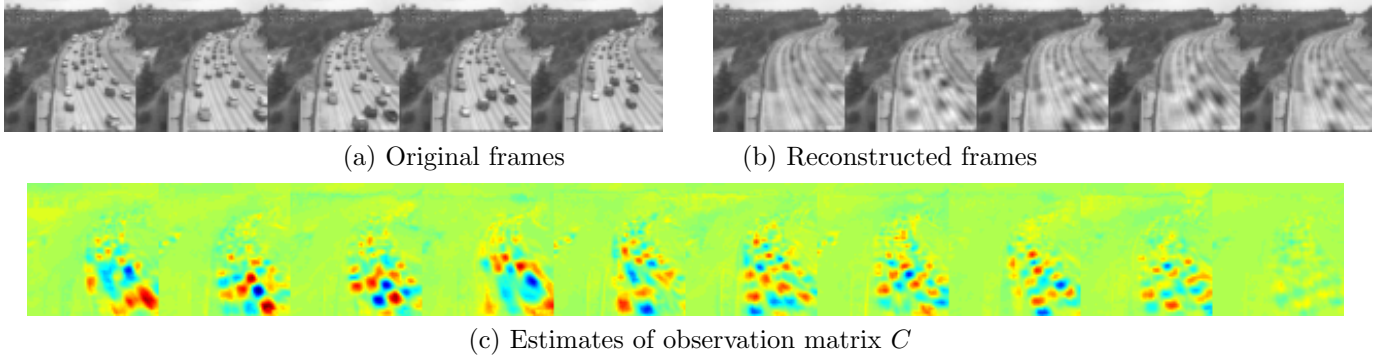 (a) Original frames
(b) Reconstructed frames
(c) Estimates of observation matrix C